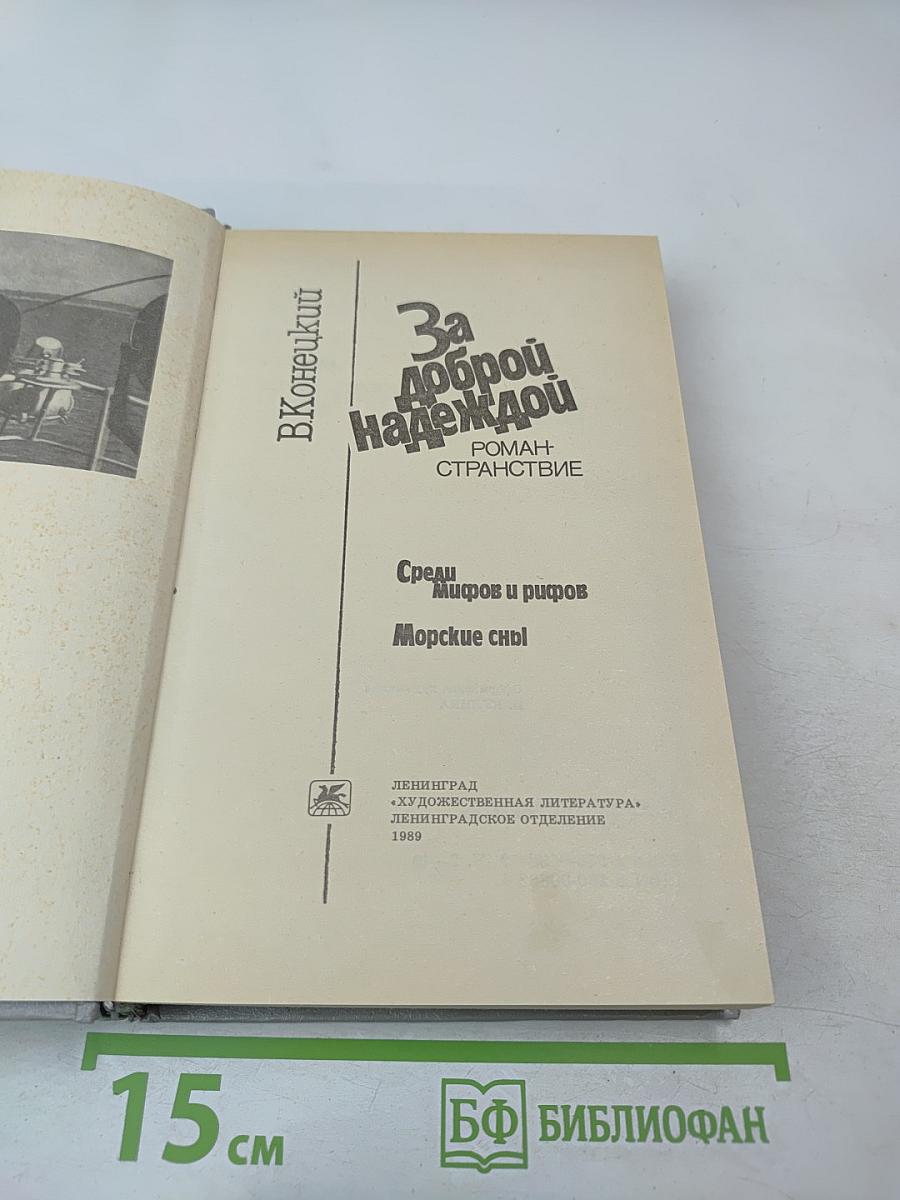 В.Конецкий
За
доброй
надеждой
РОМАН-
СТРАНСТВИЕ
Среди
мифов и рифов
Морские сны
ЛЕНИНГРАД
«ХУДОЖЕСТВЕННАЯ ЛИТЕРАТУРА»
ЛЕНИНГРАДСКОЕ ОТДЕЛЕНИЕ
1989
15 см
БФ БИБЛИОФАН